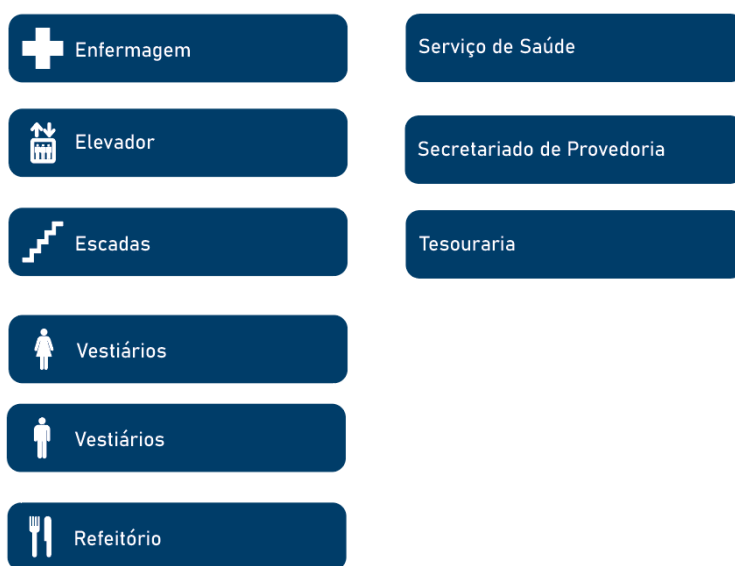 Enfermagem
Elevador
Escadas
Vestiários
Vestiários
Refeitório
Serviço de Saúde
Secretariado de Provedoria
Tesouraria